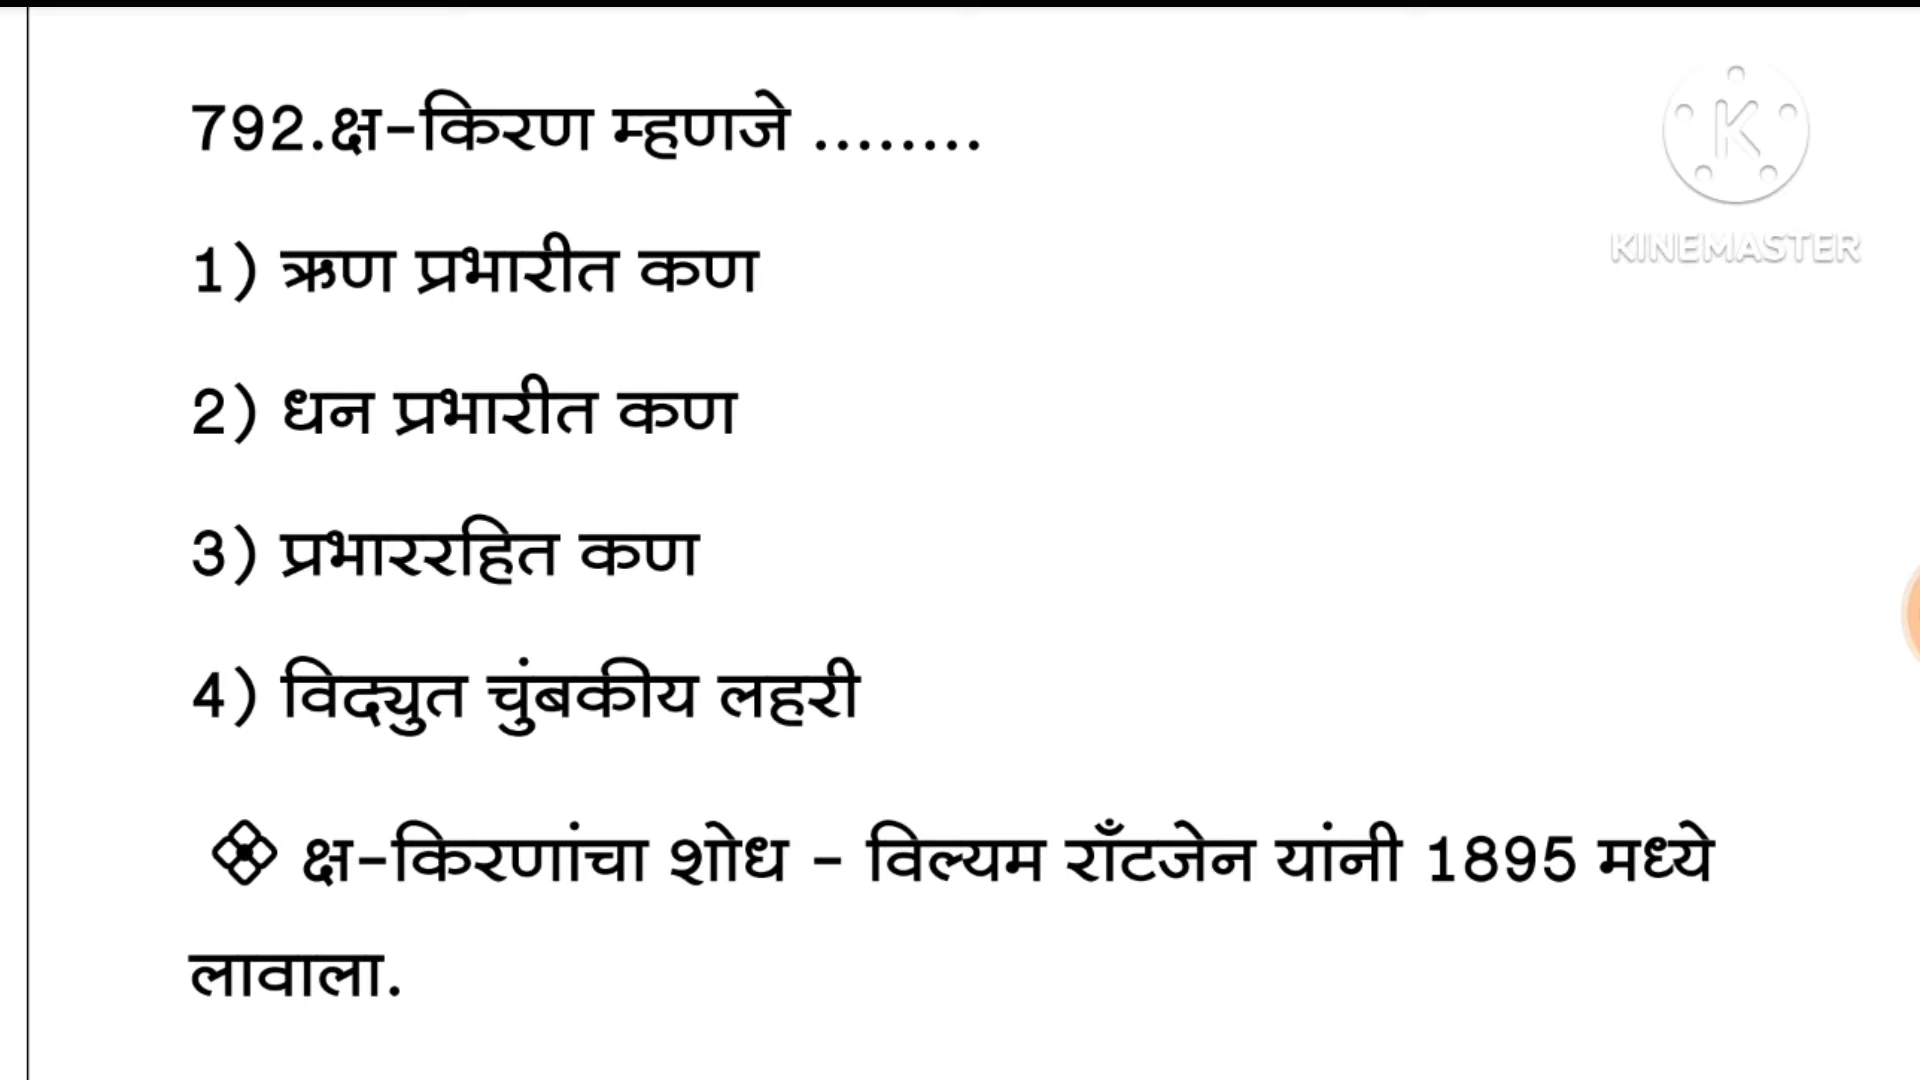 792.क्ष-किरण म्हणजे ........
KINEMASTER
1) ऋण प्रभारीत कण
2) धन प्रभारीत कण
3) प्रभाररहित कण
4) विद्युत चुंबकीय लहरी
क्ष-किरणांचा शोध - विल्यम राँटजेन यांनी 1895 मध्ये
लावाला.